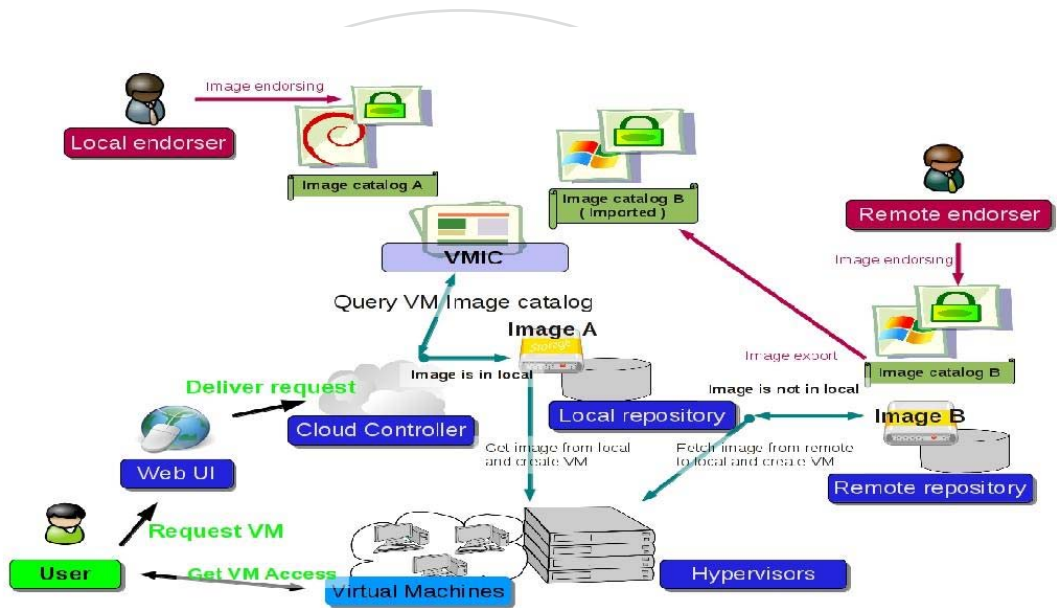 Image endorsing
Local endorser
Image catalog A
Image catalog B
( Imported )
Remote endorser
Image endorsing
VMIC
Query VM Image catalog
Image A
Storage
Image is in local
Image export
Image catalog B
Deliver request
Cloud Controller
Local repository
Image is not in local
Image B
Get image from local
and create VM
Fetch image from remote
to local and create VM
Web UI
Remote repository
Request VM
User
Get VM Access
Virtual Machines
Hypervisors